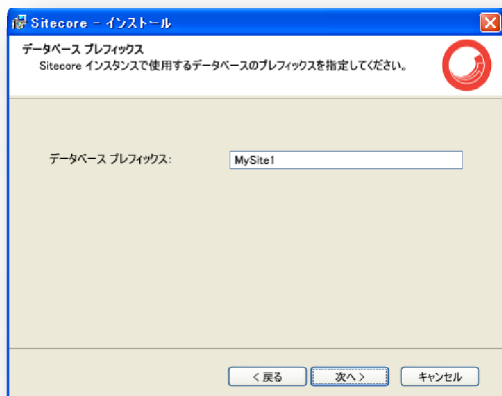 Sitecore - インストール
データベース プレフィックス
Sitecore インスタンスで使用するデータベースのプレフィックスを指定してください。
データベース プレフィックス:
MySite1
< 戻る
次へ >
キャンセル